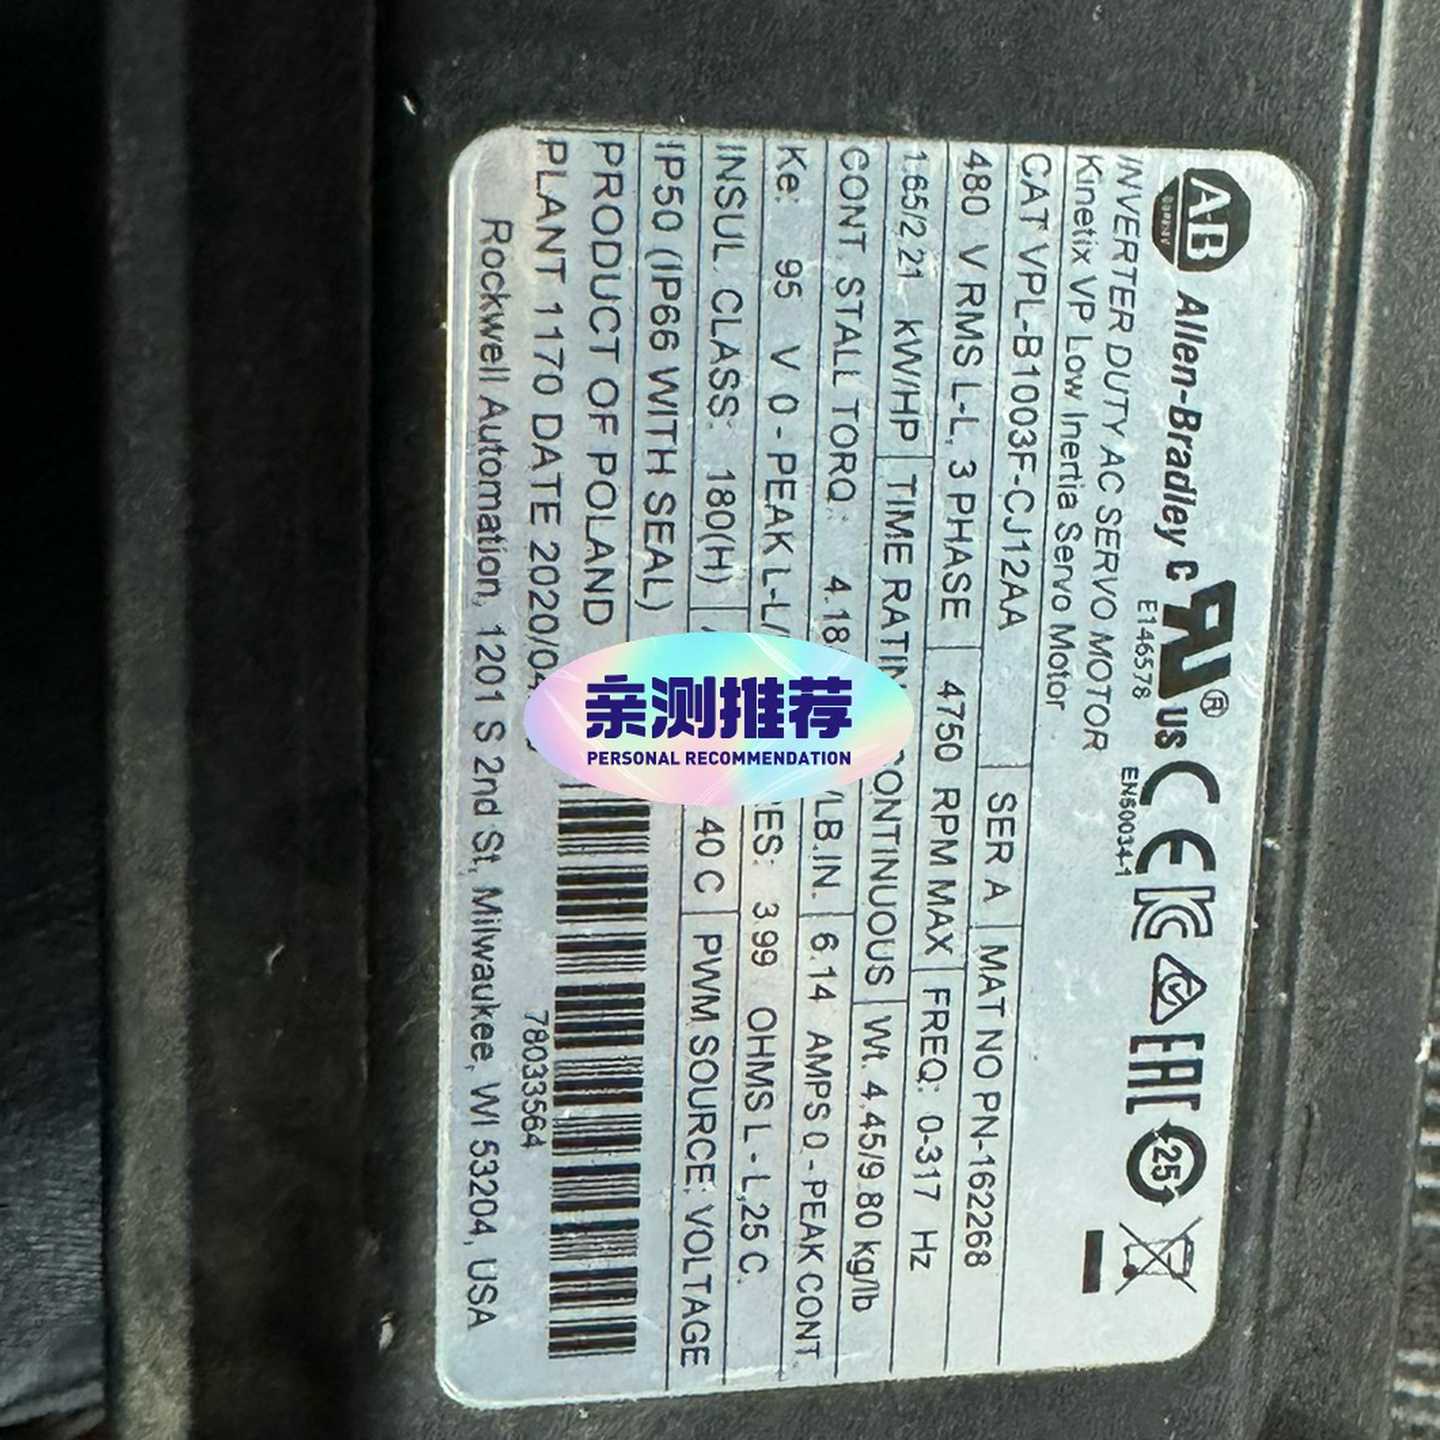 A-B Allen-Bradley c RU ® US CE EAC 25
E146578 EN50034-1
INVERTER DUTY AC SERVO MOTOR
Kinetix VP Low Inertia Servo Motor
CAT VPL-B1003F-CJ12AA SER A MAT NO PN-162268
480 V RMS L-L, 3 PHASE 4750 RPM MAX FREQ: 0-317 Hz
1.65/2.21 kW/HP TIME RATIN CONTINUOUS Wt. 4.45/9.80 kg/lb
CONT. STALL TORQ.: 4.18 /LB.IN. 6.14 AMPS 0 - PEAK CONT.
Ke: 95 V 0 - PEAK L-L/ ES: 3.99 OHMS L - L,25 C.
INSUL. CLASS: 180(H) 40 C PWM SOURCE: VOLTAGE
IP50 (IP66 WITH SEAL)
PRODUCT OF POLAND
PLANT 1170 DATE 2020/04
78033564
Rockwell Automation, 1201 S 2nd St, Milwaukee, WI 53204, USA
亲测推荐
PERSONAL RECOMMENDATION